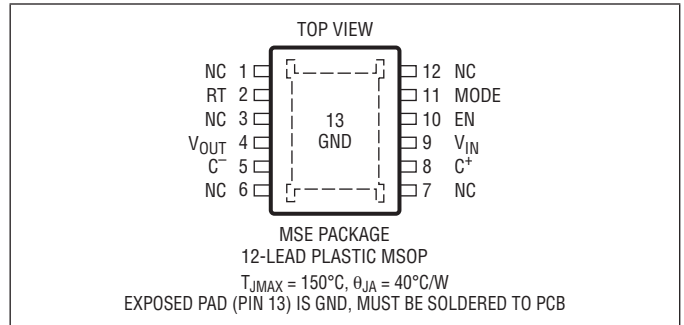 TOP VIEW
NC 1 12 NC
RT 2 11 MODE
NC 3 10 EN
13
GND
VOUT 4 9 VIN
C– 5 8 C+
NC 6 7 NC
MSE PACKAGE
12-LEAD PLASTIC MSOP
TJMAX = 150°C, θJA = 40°C/W
EXPOSED PAD (PIN 13) IS GND, MUST BE SOLDERED TO PCB